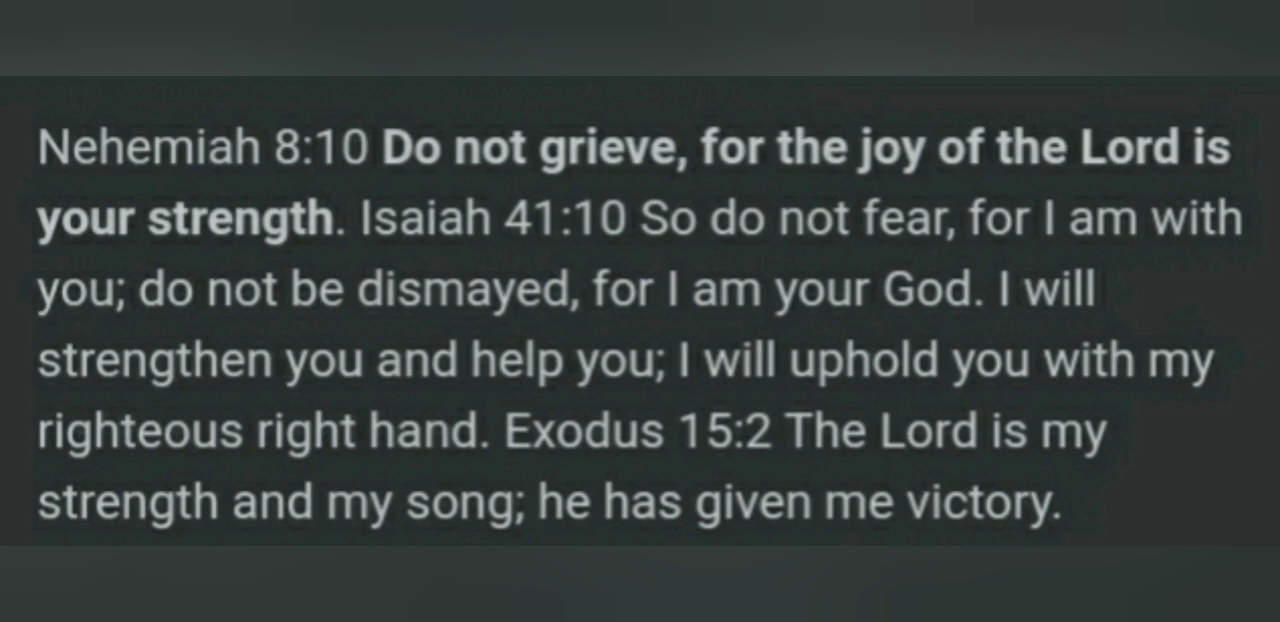 Nehemiah 8:10 Do not grieve, for the joy of the Lord is
your strength. Isaiah 41:10 So do not fear, for I am with
you; do not be dismayed, for I am your God. I will
strengthen you and help you; I will uphold you with my
righteous right hand. Exodus 15:2 The Lord is my
strength and my song; he has given me victory.